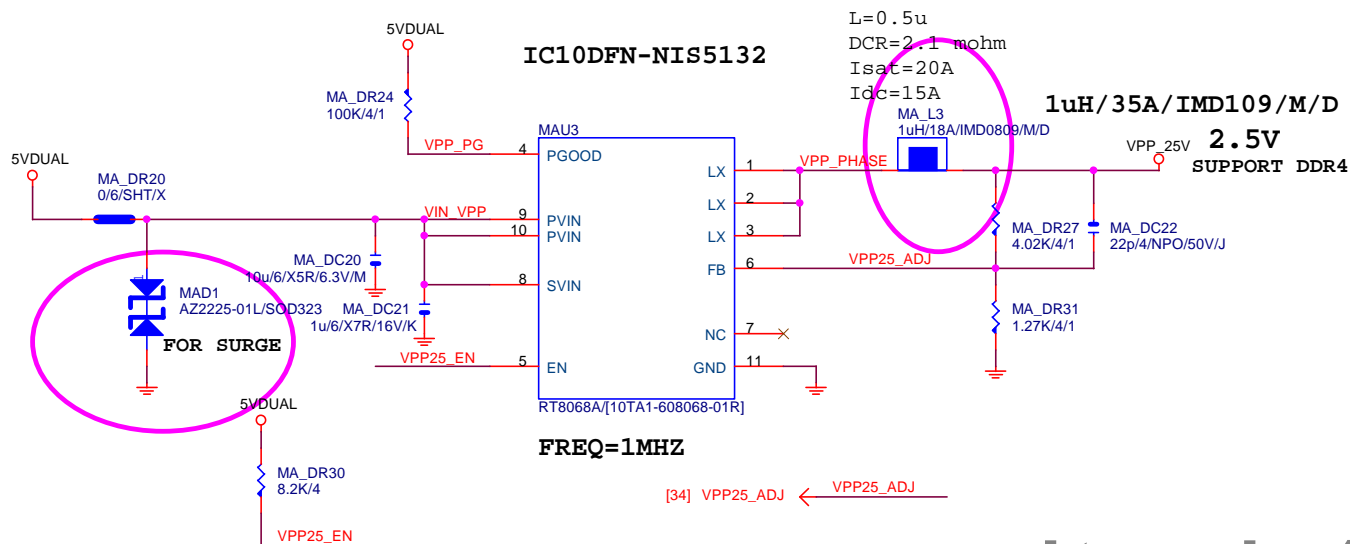 L=0.5u
DCR=2.1 mohm
Isat=20A
Idc=15A
5VDUAL
IC10DFN-NIS5132
MA_DR24
100K/4/1
MA_L3
1uH/18A/IMD0809/M/D
1uH/35A/IMD109/M/D
2.5V
SUPPORT DDR4
VPP_25V
MAU3
VPP_PG
4
PGOOD
5VDUAL
MA_DR20
0/6/SHT/X
LX
1
VPP_PHASE
LX
2
LX
3
VIN_VPP
9
PVIN
10
PVIN
MA_DR27
4.02K/4/1
MA_DC22
22p/4/NPO/50V/J
MA_DC20
10u/6/X5R/6.3V/M
FB
6
VPP25_ADJ
8
SVIN
MAD1
AZ2225-01L/SOD323
FOR SURGE
MA_DC21
1u/6/X7R/16V/K
MA_DR31
1.27K/4/1
NC
7
VPP25_EN
5
EN
GND
11
RT8068A/[10TA1-608068-01R]
5VDUAL
FREQ=1MHZ
MA_DR30
8.2K/4
[34] VPP25_ADJ
VPP25_ADJ
VPP25_EN